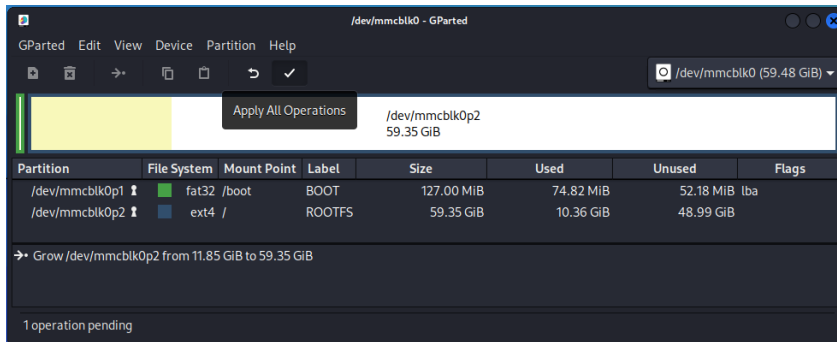 /dev/mmcblk0 - GParted
GParted Edit View Device Partition Help
/dev/mmcblk0 (59.48 GiB)
Apply All Operations
/dev/mmcblk0p2
59.35 GiB
Partition File System Mount Point Label Size Used Unused Flags
/dev/mmcblk0p1 fat32 /boot BOOT 127.00 MiB 74.82 MiB 52.18 MiB lba
/dev/mmcblk0p2 ext4 / ROOTFS 59.35 GiB 10.36 GiB 48.99 GiB
Grow /dev/mmcblk0p2 from 11.85 GiB to 59.35 GiB
1 operation pending